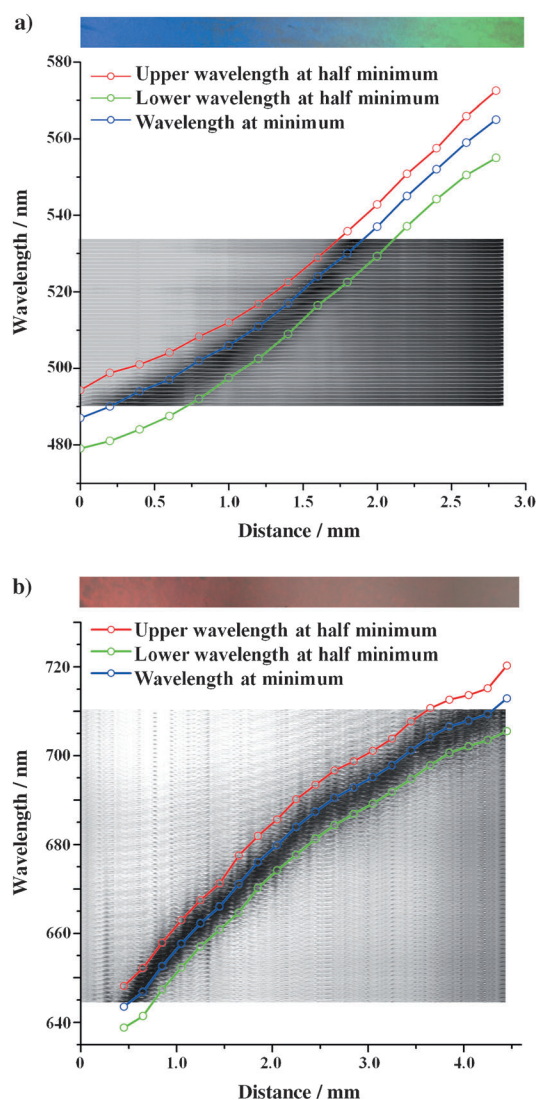 a)
580
Upper wavelength at half minimum
Lower wavelength at half minimum
Wavelength at minimum
560
540
520
500
480
Wavelength / nm
0
0.5
1.0
1.5
2.0
2.5
3.0
Distance / mm
b)
Upper wavelength at half minimum
Lower wavelength at half minimum
Wavelength at minimum
720
700
680
660
640
Wavelength / nm
0
1.0
2.0
3.0
4.0
Distance / mm